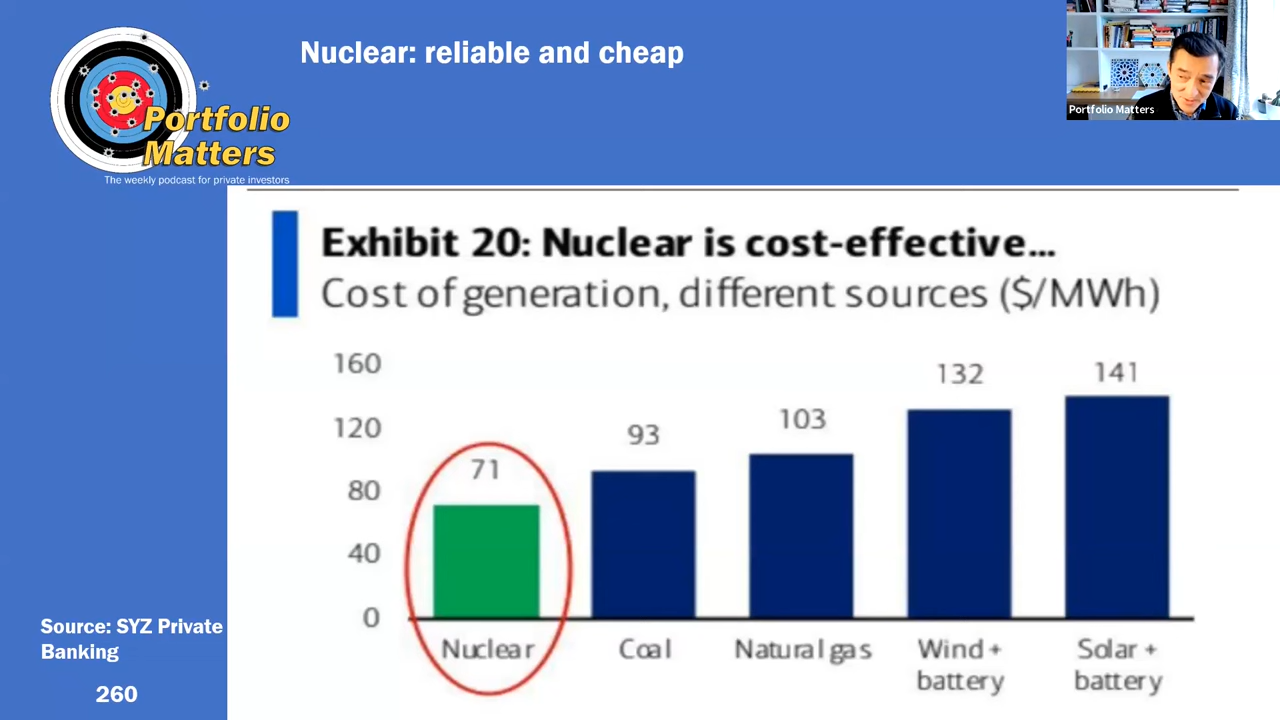 Nuclear: reliable and cheap
Portfolio Matters
Portfolio
Matters
The weekly podcast for private investors
Exhibit 20: Nuclear is cost-effective...
Cost of generation, different sources ($/MWh)
160
120
80
40
0
71
93
103
132
141
Nuclear
Coal
Natural gas
Wind +
battery
Solar +
battery
Source: SYZ Private
Banking
260